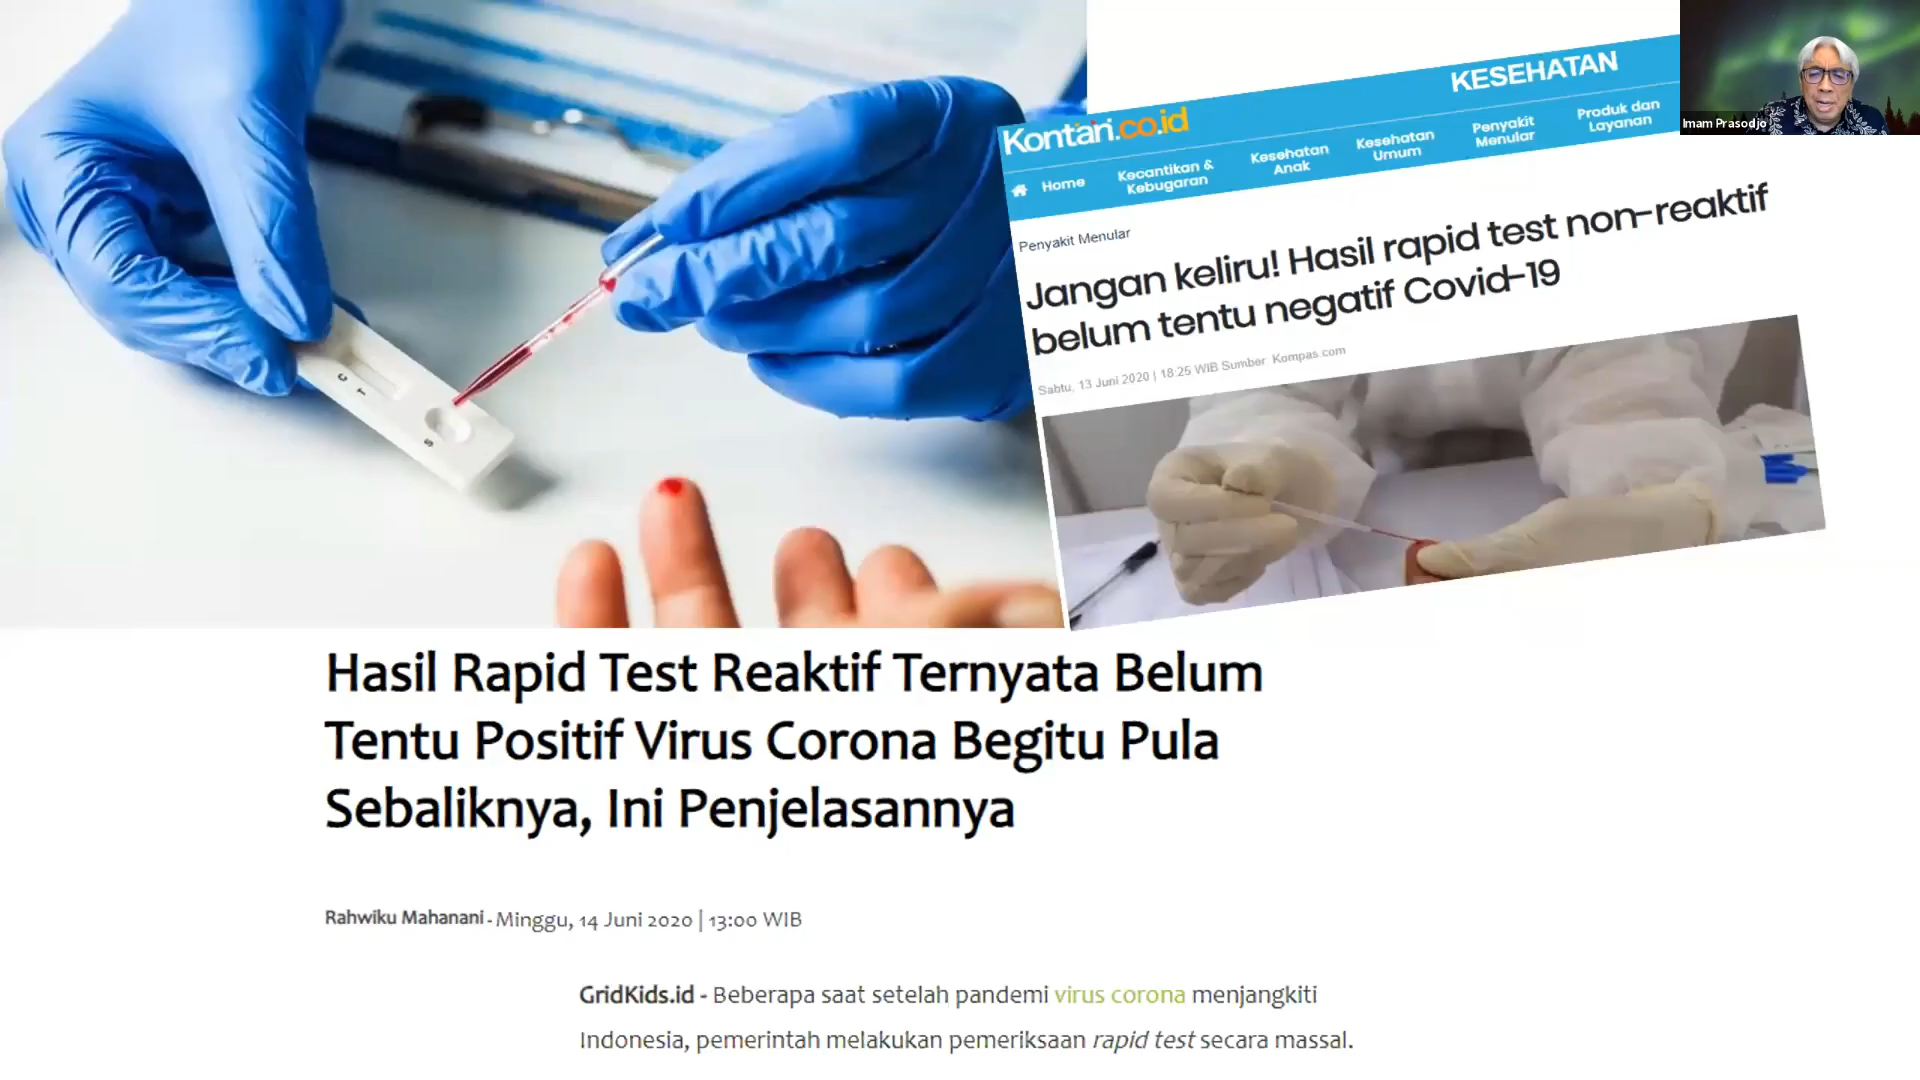 KESEHATAN
Kontan.co.id
Home
Kecantikan &
Kebugaran
Kesehatan
Anak
Kesehatan
Umum
Penyakit
Menular
Produk dan
Layanan
Imam Prasodjo
Penyakit Menular
Jangan keliru! Hasil rapid test non-reaktif
belum tentu negatif Covid-19
Sabtu, 13 Juni 2020 | 18:25 WIB Sumber Kompas.com
C
T
S
Hasil Rapid Test Reaktif Ternyata Belum
Tentu Positif Virus Corona Begitu Pula
Sebaliknya, Ini Penjelasannya
Rahwiku Mahanani - Minggu, 14 Juni 2020 | 13:00 WIB
GridKids.id - Beberapa saat setelah pandemi virus corona menjangkiti
Indonesia, pemerintah melakukan pemeriksaan rapid test secara massal.